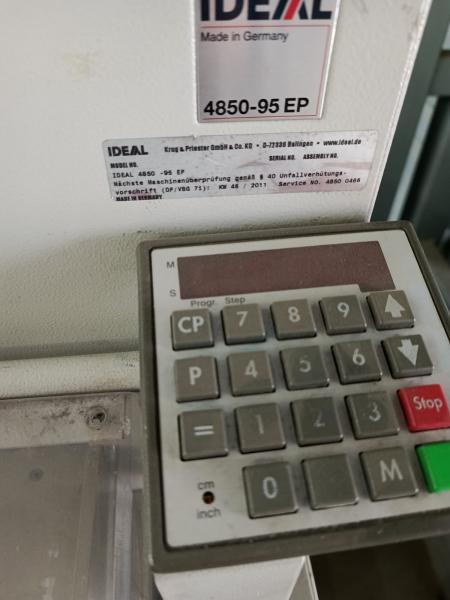 IDEAL
Made in Germany
4850-95 EP
IDEAL Krug & Priester GmbH & Co. KG • D-72336 Balingen • www.ideal.de
MODEL NO. SERIAL NO. ASSEMBLY NO.
IDEAL 4850 -95 EP
Nächste Maschinenüberprüfung gemäß § 40 Unfallverhütungs-
vorschrift (DP/VBG 7i): KW 46 / 2011 Service NO. 4850 0466
MADE IN GERMANY
M
S
Progr. Step
CP 7 8 9
P 4 5 6
= 1 2 3 Stop
0 M
cm
inch